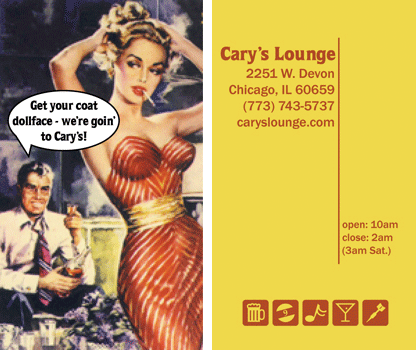 Get your coat
dollface - we're goin'
to Cary's!
Cary's Lounge
2251 W. Devon
Chicago, IL 60659
(773) 743-5737
caryslounge.com
open: 10am
close: 2am
(3am Sat.)
9